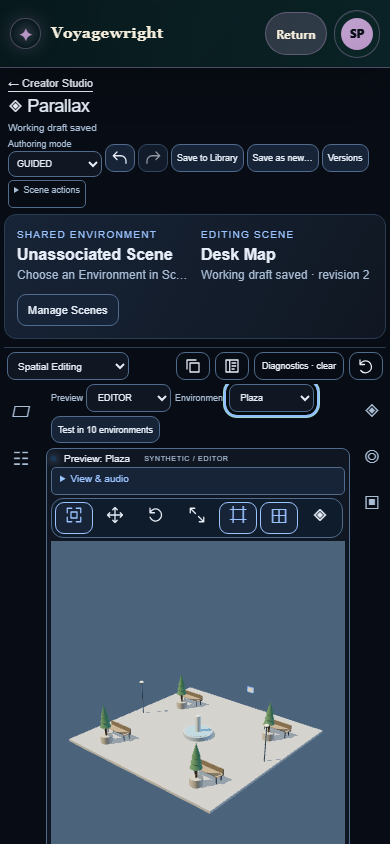 Voyagewright
Return
SP
← Creator Studio
Parallax
Working draft saved
Authoring mode
GUIDED
Save to Library
Save as new…
Versions
Scene actions
SHARED ENVIRONMENT
Unassociated Scene
Choose an Environment in Sc…
EDITING SCENE
Desk Map
Working draft saved · revision 2
Manage Scenes
Spatial Editing
Diagnostics · clear
Preview
EDITOR
Environmen
Plaza
Test in 10 environments
Preview: Plaza
SYNTHETIC / EDITOR
View & audio